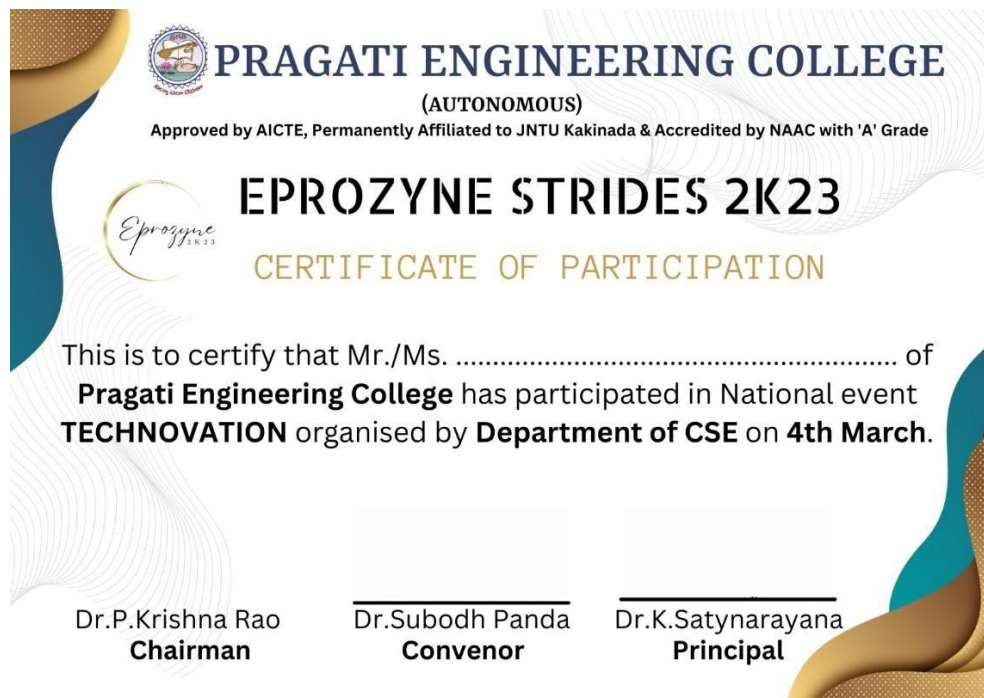 PRAGATI ENGINEERING COLLEGE
(AUTONOMOUS)
Approved by AICTE, Permanently Affiliated to JNTU Kakinada & Accredited by NAAC with 'A' Grade
EPROZYNE STRIDES 2K23
Eprozyne
2K23
CERTIFICATE OF PARTICIPATION
This is to certify that Mr./Ms. ............................................................ of
Pragati Engineering College has participated in National event
TECHNOVATION organised by Department of CSE on 4th March.
Dr.P.Krishna Rao
Chairman
Dr.Subodh Panda
Convenor
Dr.K.Satynarayana
Principal